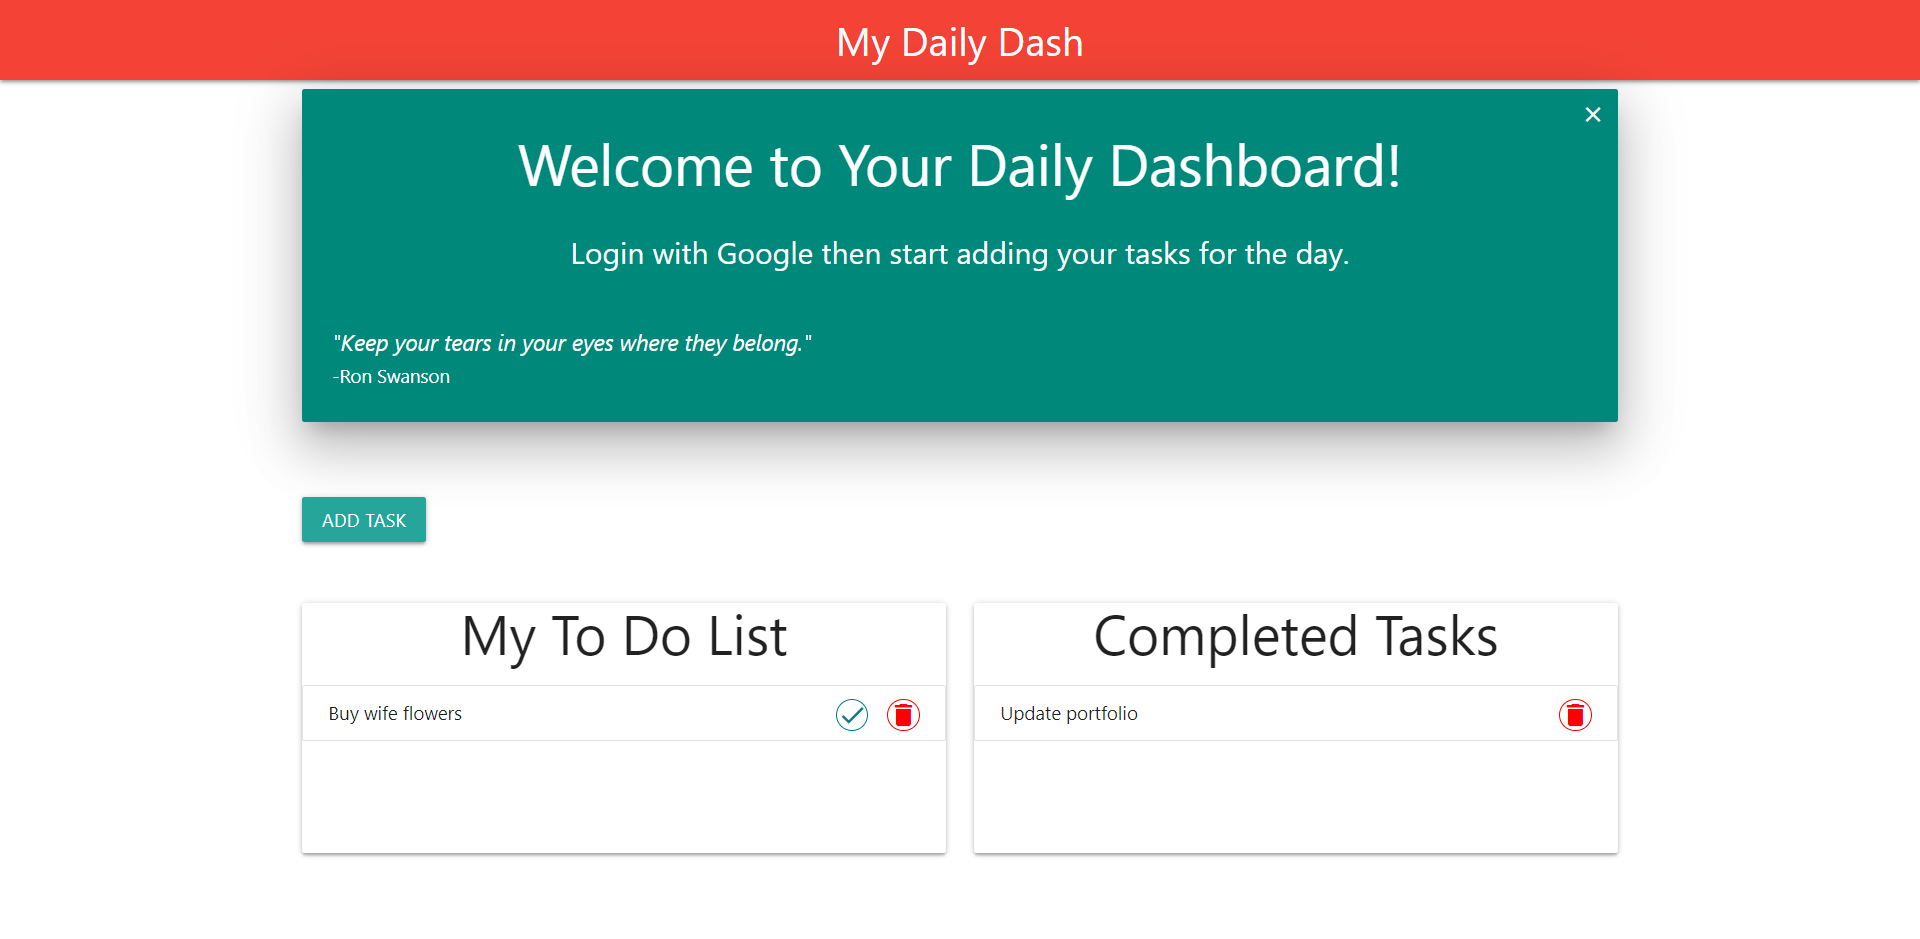 My Daily Dash
Welcome to Your Daily Dashboard!
Login with Google then start adding your tasks for the day.
"Keep your tears in your eyes where they belong."
-Ron Swanson
ADD TASK
My To Do List
Buy wife flowers
Completed Tasks
Update portfolio